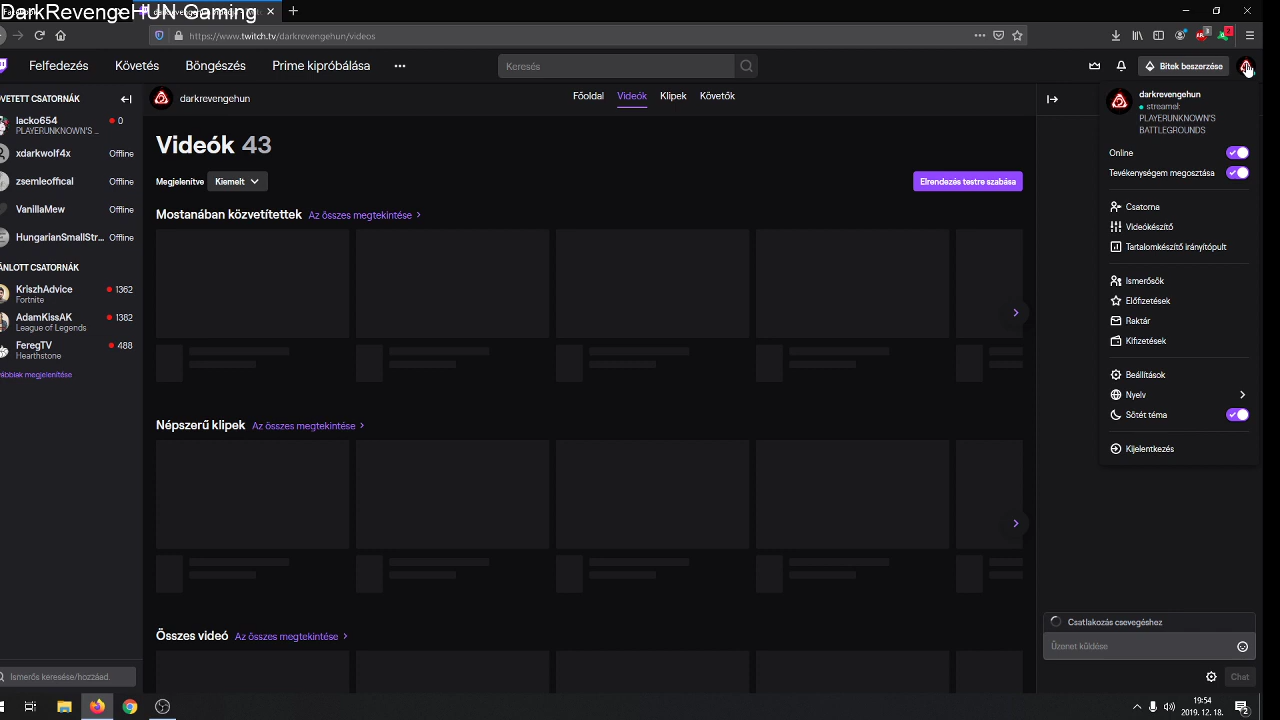 DarkRevengeHUN Gaming
https://www.twitch.tv/darkrevengehun/videos
Felfedezés
Követés
Böngészés
Prime kipróbálása
Keresés
Bitek beszerzése
lacko654
0
PLAYERUNKNOWN'S ...
xdarkwolf4x
Offline
zsemleoffical
Offline
VanillaMew
Offline
HungarianSmallStr...
Offline
KriszhAdvice
1362
Fortnite
AdamKissAK
1382
League of Legends
FeregTV
488
Hearthstone
Ismerős keresése/hozzáad.
darkrevengehun
Főoldal
Videók
Klipek
Követők
Videók 43
Megjelenítve
Kiemelt
Elrendezés testre szabása
Mostanában közvetítettek
Az összes megtekintése
Népszerű klipek
Az összes megtekintése
Összes videó
Az összes megtekintése
darkrevengehun
streamel:
PLAYERUNKNOWN'S
BATTLEGROUNDS
Online
Tevékenységem megosztása
Csatorna
Videókészítő
Tartalomkészítő irányítópult
Ismerősök
Előfizetések
Raktár
Kifizetések
Beállítások
Nyelv
Sötét téma
Kijelentkezés
Csatlakozás csevegéshez
Üzenet küldése
Chat
19:54
2019. 12. 18.
2